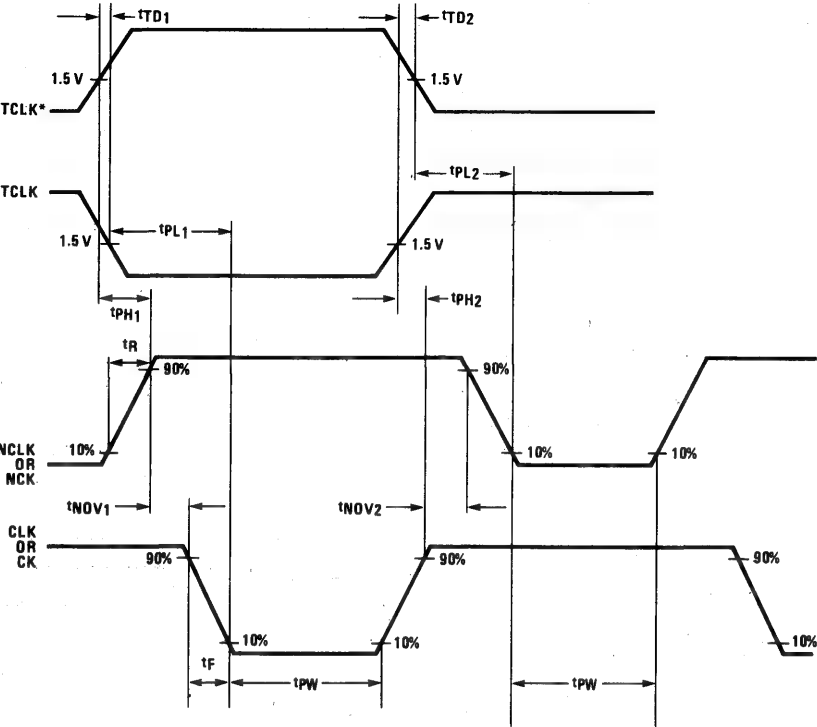 tTD1
tTD2
1.5 V
1.5 V
TCLK*
tPL2
TCLK
tPL1
1.5 V
1.5 V
tPH1
tPH2
tR
90%
90%
NCLK
OR
NCK
10%
10%
10%
tNOV1
tNOV2
CLK
OR
CK
90%
90%
90%
10%
10%
10%
tF
tPW
tPW